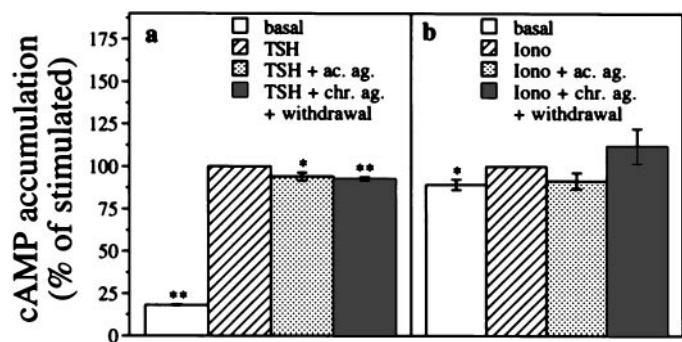 cAMP accumulation
(% of stimulated)
175
150
125
100
75
50
25
0
a
basal
TSH
TSH + ac. ag.
TSH + chr. ag.
+ withdrawal
**
*
**
b
basal
Iono
Iono + ac. ag.
Iono + chr. ag.
+ withdrawal
*